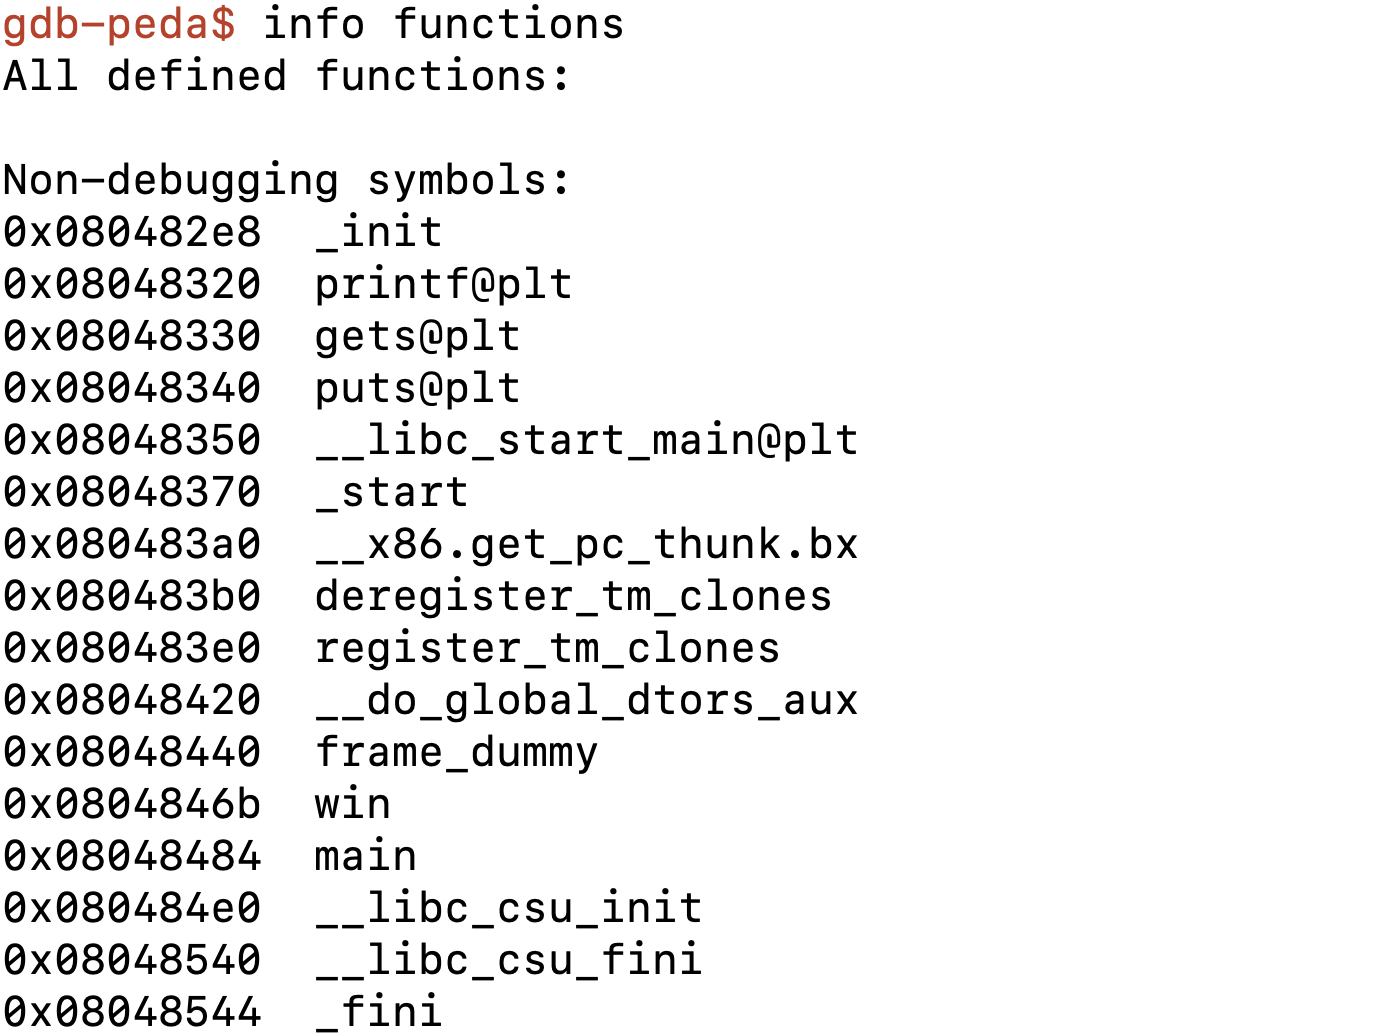 gdb-peda$ info functions
All defined functions:
Non-debugging symbols:
0x080482e8  _init
0x08048320  printf@plt
0x08048330  gets@plt
0x08048340  puts@plt
0x08048350  __libc_start_main@plt
0x08048370  _start
0x080483a0  __x86.get_pc_thunk.bx
0x080483b0  deregister_tm_clones
0x080483e0  register_tm_clones
0x08048420  __do_global_dtors_aux
0x08048440  frame_dummy
0x0804846b  win
0x08048484  main
0x080484e0  __libc_csu_init
0x08048540  __libc_csu_fini
0x08048544  _fini